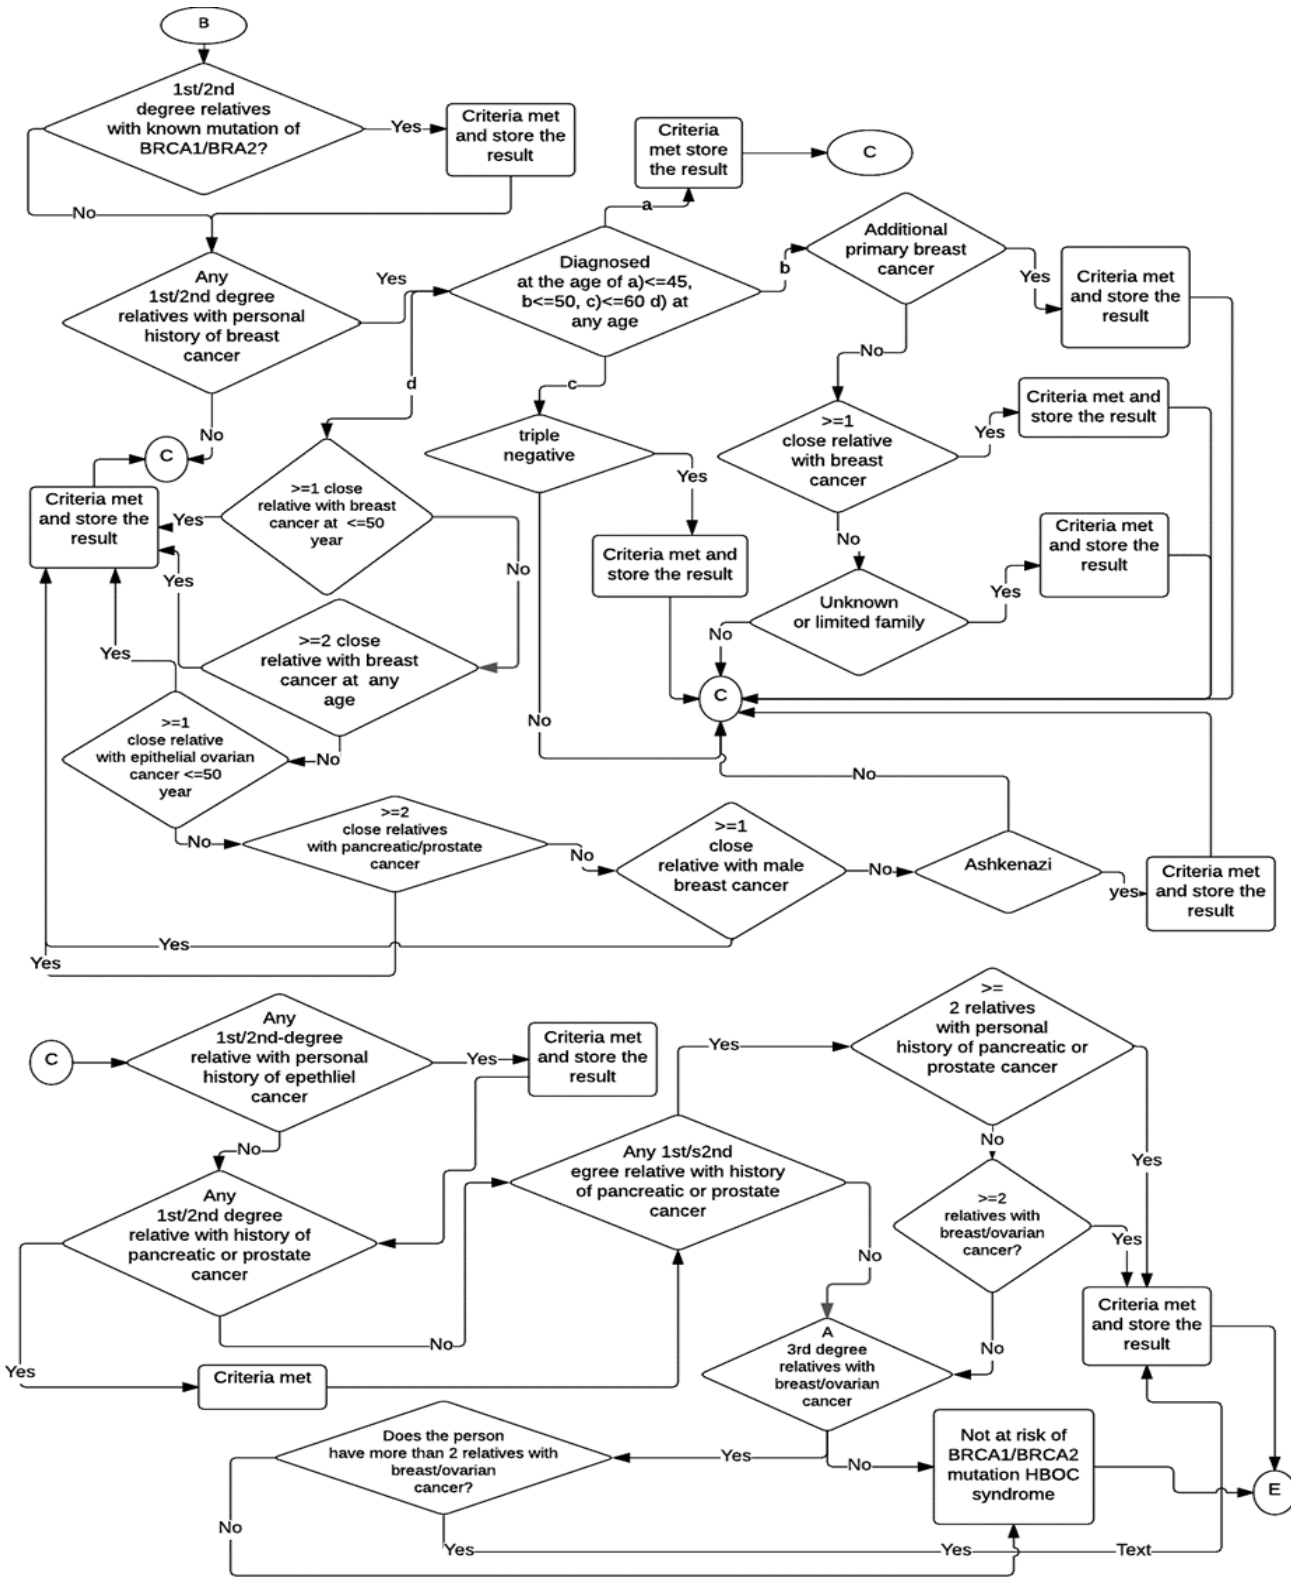 B
1st/2nd
degree relatives
with known mutation of
BRCA1/BRA2?
Yes
Criteria met
and store the
result
No
Criteria
met store
the result
C
a
Any
1st/2nd degree
relatives with personal
history of breast
cancer
Yes
Diagnosed
at the age of a)<=45,
b<=50, c)<=60 d) at
any age
b
Additional
primary breast
cancer
Yes
Criteria met
and store the
result
No
d
c
No
C
triple
negative
Yes
No
>=1
close relative
with breast
cancer
Yes
Criteria met and
store the result
Criteria met
and store the
result
Yes
>=1 close
relative with breast
cancer at <=50
year
No
Criteria met and
store the result
No
Unknown
or limited family
Yes
Criteria met
and store the
result
No
C
Yes
>=2 close
relative with breast
cancer at any
age
No
Yes
>=1
close relative
with epithelial ovarian
cancer <=50
year
No
>=2
close relatives
with pancreatic/prostate
cancer
No
>=1
close
relative with male
breast cancer
No
Ashkenazi
No
yes
Criteria met
and store the
result
Yes
Yes
C
Any
1st/2nd-degree
relative with personal
history of epethliel
cancer
Yes
Criteria met
and store the
result
No
Any
1st/2nd degree
relative with history of
pancreatic or prostate
cancer
No
Yes
Criteria met
Any 1st/s2nd
egree relative with history
of pancreatic or prostate
cancer
Yes
>=
2 relatives
with personal
history of pancreatic or
prostate cancer
No
Yes
>=2
relatives with
breast/ovarian
cancer?
Yes
No
No
A
3rd degree
relatives with
breast/ovarian
cancer
Criteria met
and store the
result
Yes
No
Does the person
have more than 2 relatives with
breast/ovarian
cancer?
Not at risk of
BRCA1/BRCA2
mutation HBOC
syndrome
E
No
Yes
Yes
Text